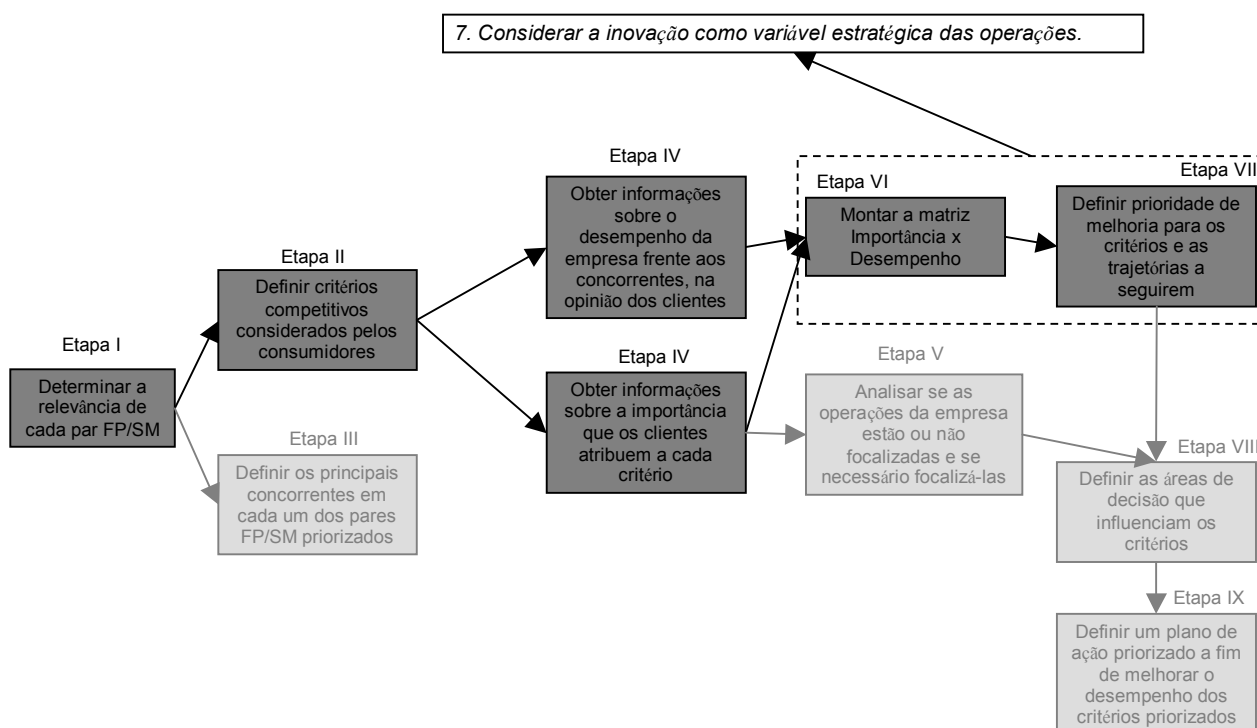 7. Considerar a inovação como variável estratégica das operações.
Etapa IV
Obter informações
sobre o
desempenho da
empresa frente aos
concorrentes, na
opinião dos clientes
Etapa VI
Montar a matriz
Importância x
Desempenho
Etapa VII
Definir prioridade de
melhoria para os
critérios e as
trajetórias a
seguirem
Etapa II
Definir critérios
competitivos
considerados pelos
consumidores
Etapa I
Determinar a
relevância de
cada par FP/SM
Etapa III
Definir os principais
concorrentes em
cada um dos pares
FP/SM priorizados
Etapa IV
Obter informações
sobre a importância
que os clientes
atribuem a cada
critério
Etapa V
Analisar se as
operações da empresa
estão ou não
focalizadas e se
necessário focalizá-las
Etapa VIII
Definir as áreas de
decisão que
influenciam os
critérios
Etapa IX
Definir um plano de
ação priorizado a fim
de melhorar o
desempenho dos
critérios priorizados